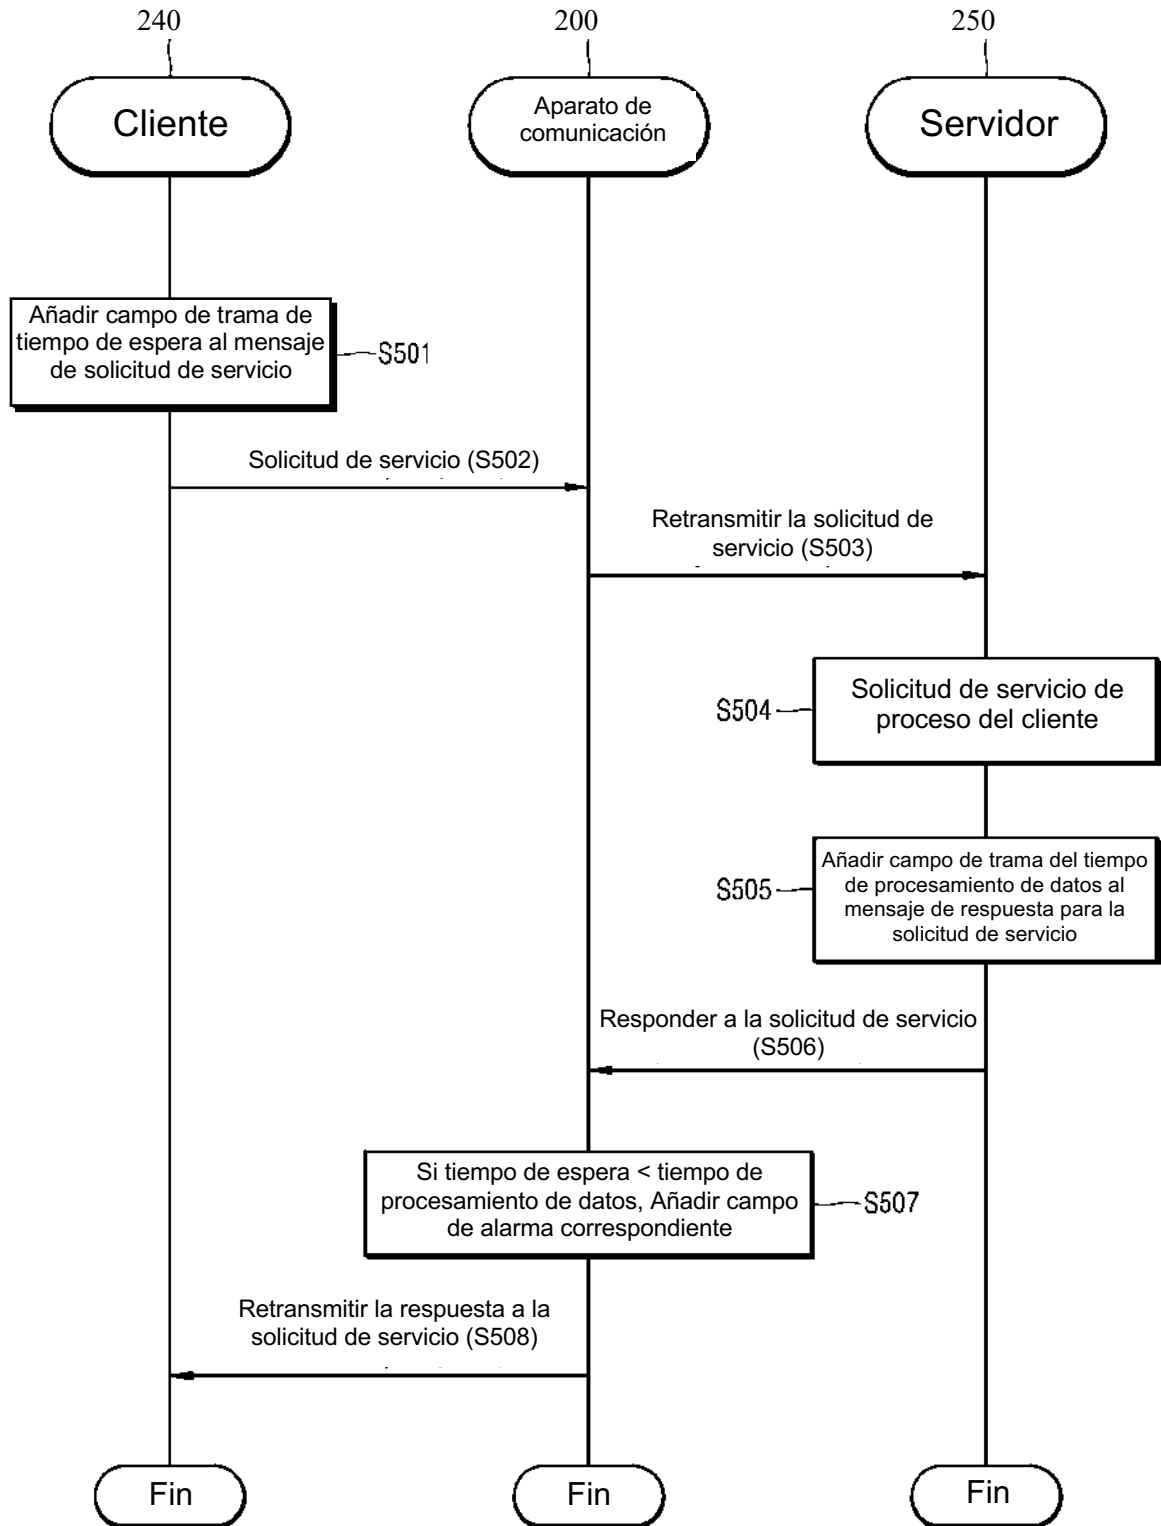 240
200
250
Cliente
Aparato de
comunicación
Servidor
Añadir campo de trama de
tiempo de espera al mensaje
de solicitud de servicio
S501
Solicitud de servicio (S502)
Retransmitir la solicitud de
servicio (S503)
Solicitud de servicio de
proceso del cliente
S504
Añadir campo de trama del tiempo
de procesamiento de datos al
mensaje de respuesta para la
solicitud de servicio
S505
Responder a la solicitud de servicio
(S506)
Si tiempo de espera < tiempo de
procesamiento de datos, Añadir campo
de alarma correspondiente
S507
Retransmitir la respuesta a la
solicitud de servicio (S508)
Fin
Fin
Fin